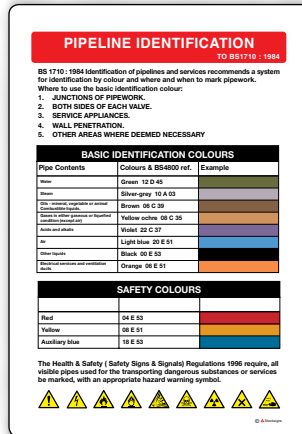 PIPELINE IDENTIFICATION
TO BS1710 : 1984
BS 1710 : 1984 Identification of pipelines and services recommends a system
for identification by colour and where and when to mark pipework.
Where to use the basic identification colour:
1. JUNCTIONS OF PIPEWORK.
2. BOTH SIDES OF EACH VALVE.
3. SERVICE APPLIANCES.
4. WALL PENETRATION.
5. OTHER AREAS WHERE DEEMED NECESSARY
BASIC IDENTIFICATION COLOURS
Pipe Contents Colours & BS4800 ref. Example
Water Green 12 D 45
Steam Silver-grey 10 A 03
Oils - mineral, vegetable or animal
Combustible liquids. Brown 06 C 39
Gases in either gaseous or liquefied
condition (except air) Yellow ochre 08 C 35
Acids and alkalis Violet 22 C 37
Air Light blue 20 E 51
Other liquids Black 00 E 53
Electrical services and ventilation
ducts Orange 06 E 51
SAFETY COLOURS
Red 04 E 53
Yellow 08 E 51
Auxiliary blue 18 E 53
The Health & Safety ( Safety Signs & Signals) Regulations 1996 require, all
visible pipes used for the transporting dangerous substances or services
be marked, with an appropriate hazard warning symbol.